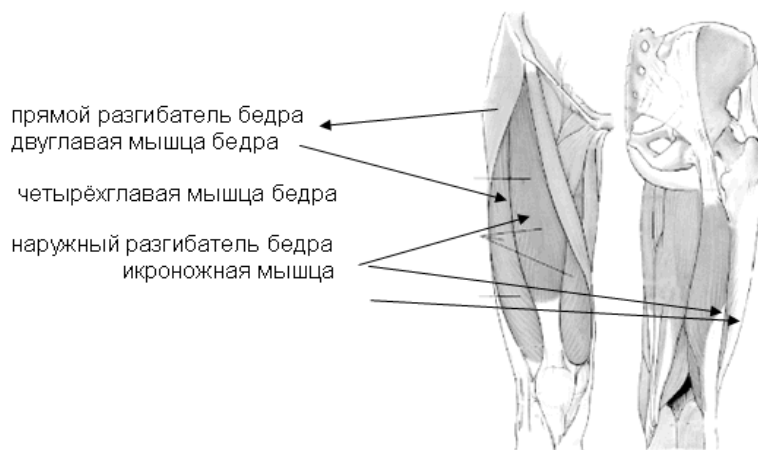 прямой разгибатель бедра
двуглавая мышца бедра
четырёхглавая мышца бедра
наружный разгибатель бедра
икроножная мышца